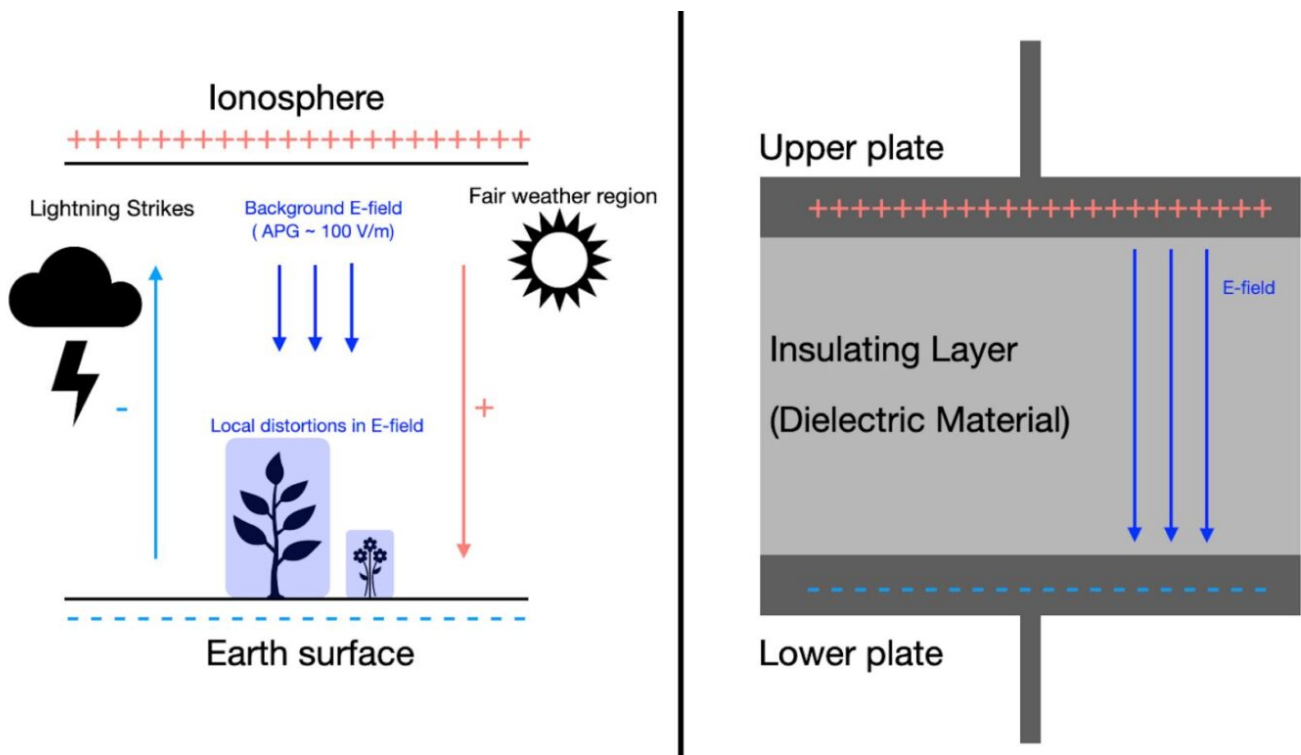 Ionosphere
+++++++++++++++++++++
Lightning Strikes
Background E-field
( APG ~ 100 V/m)
Fair weather region
-
+
Local distortions in E-field
- - - - - - - - - - - - - - - - - - - -
Earth surface
Upper plate
+++++++++++++++++++++
E-field
Insulating Layer
(Dielectric Material)
- - - - - - - - - - - - - - - - - - - -
Lower plate